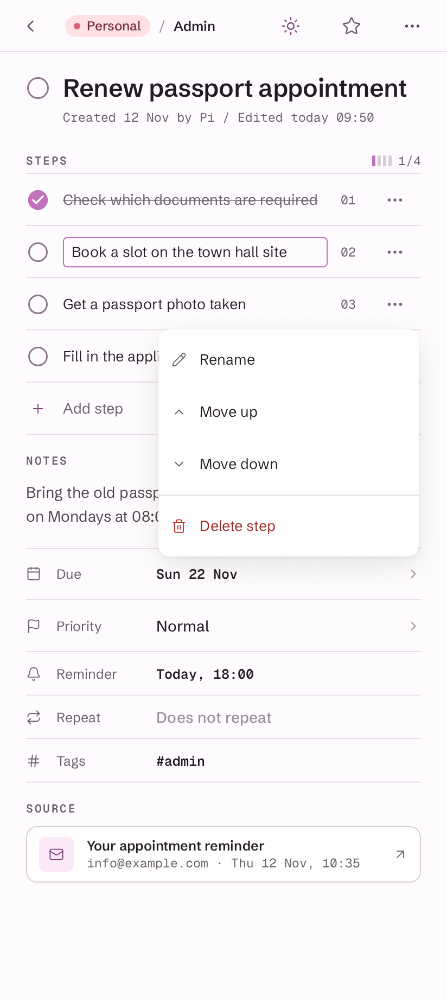 Personal / Admin
Renew passport appointment
Created 12 Nov by Pi / Edited today 09:50
STEPS 1/4
Check which documents are required 01
Book a slot on the town hall site 02
Get a passport photo taken 03
Fill in the appli
Rename
Add step
Move up
NOTES
Move down
Bring the old passp
on Mondays at 08:0
Delete step
Due Sun 22 Nov
Priority Normal
Reminder Today, 18:00
Repeat Does not repeat
Tags #admin
SOURCE
Your appointment reminder
info@example.com · Thu 12 Nov, 10:35